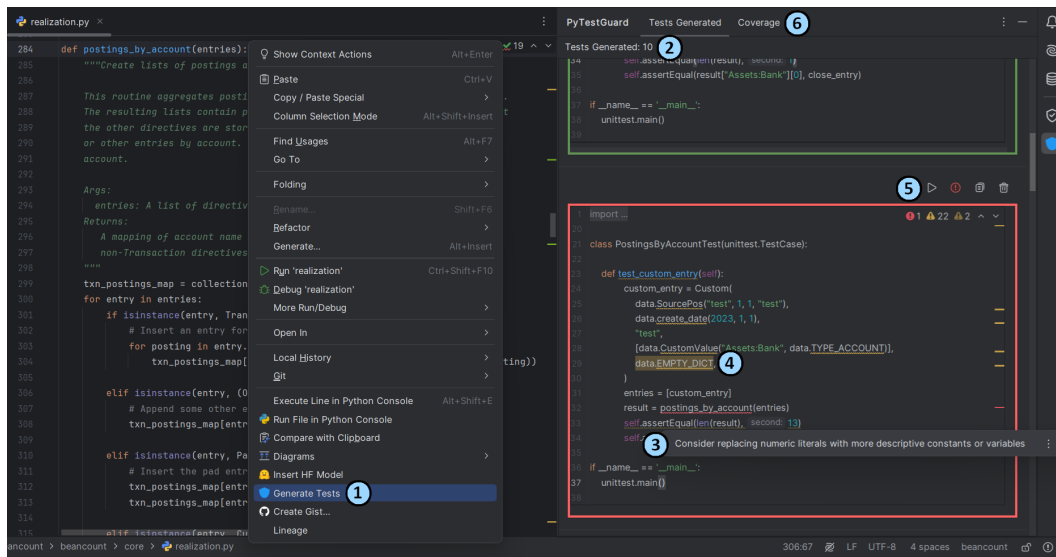 realization.py ×
284 def postings_by_account(entries):
19
285 """Create lists of postings a
286
287 This routine aggregates posti
288 The resulting lists contain p
289 the other directives are stor
290 or other entries by account.
291 account.
292
293 Args:
294 entries: A list of directiv
295 Returns:
296 A mapping of account name
297 non-Transaction directives
298 """
299 txn_postings_map = collection
300 for entry in entries:
301 if isinstance(entry, Tran
302 # Insert an entry for
303 for posting in entry.
304 txn_postings_map[
ting))
305
306 elif isinstance(entry, (O
307 # Append some other e
308 txn_postings_map[entr
309
310 elif isinstance(entry, Pa
311 # Insert the pad entr
312 txn_postings_map[entr
313 txn_postings_map[entr
314
315 elif isinstance(entry, Cu
Show Context Actions Alt+Enter
Paste Ctrl+V
Copy / Paste Special
Column Selection Mode Alt+Shift+Insert
Find Usages Alt+F7
Go To
Folding
Rename... Shift+F6
Refactor
Generate... Alt+Insert
Run 'realization' Ctrl+Shift+F10
Debug 'realization'
More Run/Debug
Open In
Local History
Git
Execute Line in Python Console Alt+Shift+E
Run File in Python Console
Compare with Clipboard
Diagrams
Insert HF Model
Generate Tests 1
Create Gist...
Lineage
PyTestGuard Tests Generated Coverage 6
Tests Generated: 10 2
34 self.assertEqual(len(result), second: 1)
35 self.assertEqual(result["Assets:Bank"][0], close_entry)
36
37 if __name__ == '__main__':
38 unittest.main()
39
5
1 import ...
1 22 2
20
21 class PostingsByAccountTest(unittest.TestCase):
22
23 def test_custom_entry(self):
24 custom_entry = Custom(
25 data.SourcePos("test", 1, 1, "test"),
26 data.create_date(2023, 1, 1),
27 "test",
28 [data.CustomValue("Assets:Bank", data.TYPE_ACCOUNT)],
29 data.EMPTY_DICT, 4
30 )
31 entries = [custom_entry]
32 result = postings_by_account(entries)
33 self.assertEqual(len(result), second: 13)
34 self.
3 Consider replacing numeric literals with more descriptive constants or variables
36 if __name__ == '__main__':
37 unittest.main()
38
ancount > beancount > core > realization.py
306:67 LF UTF-8 4 spaces beancount